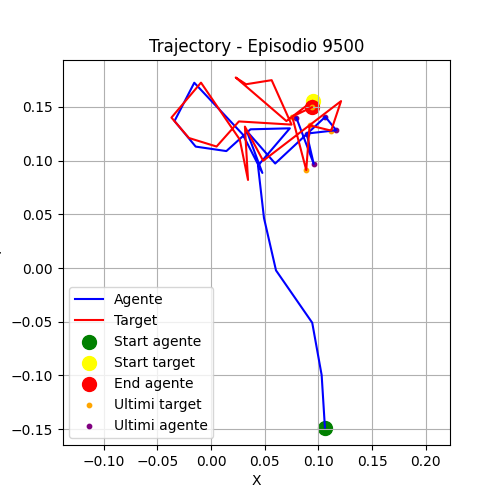 Trajectory - Episodio 9500
0.15
0.10
0.05
0.00
−0.05
−0.10
−0.15
Agente
Target
Start agente
Start target
End agente
Ultimi target
Ultimi agente
−0.10 −0.05 0.00 0.05 0.10 0.15 0.20
X